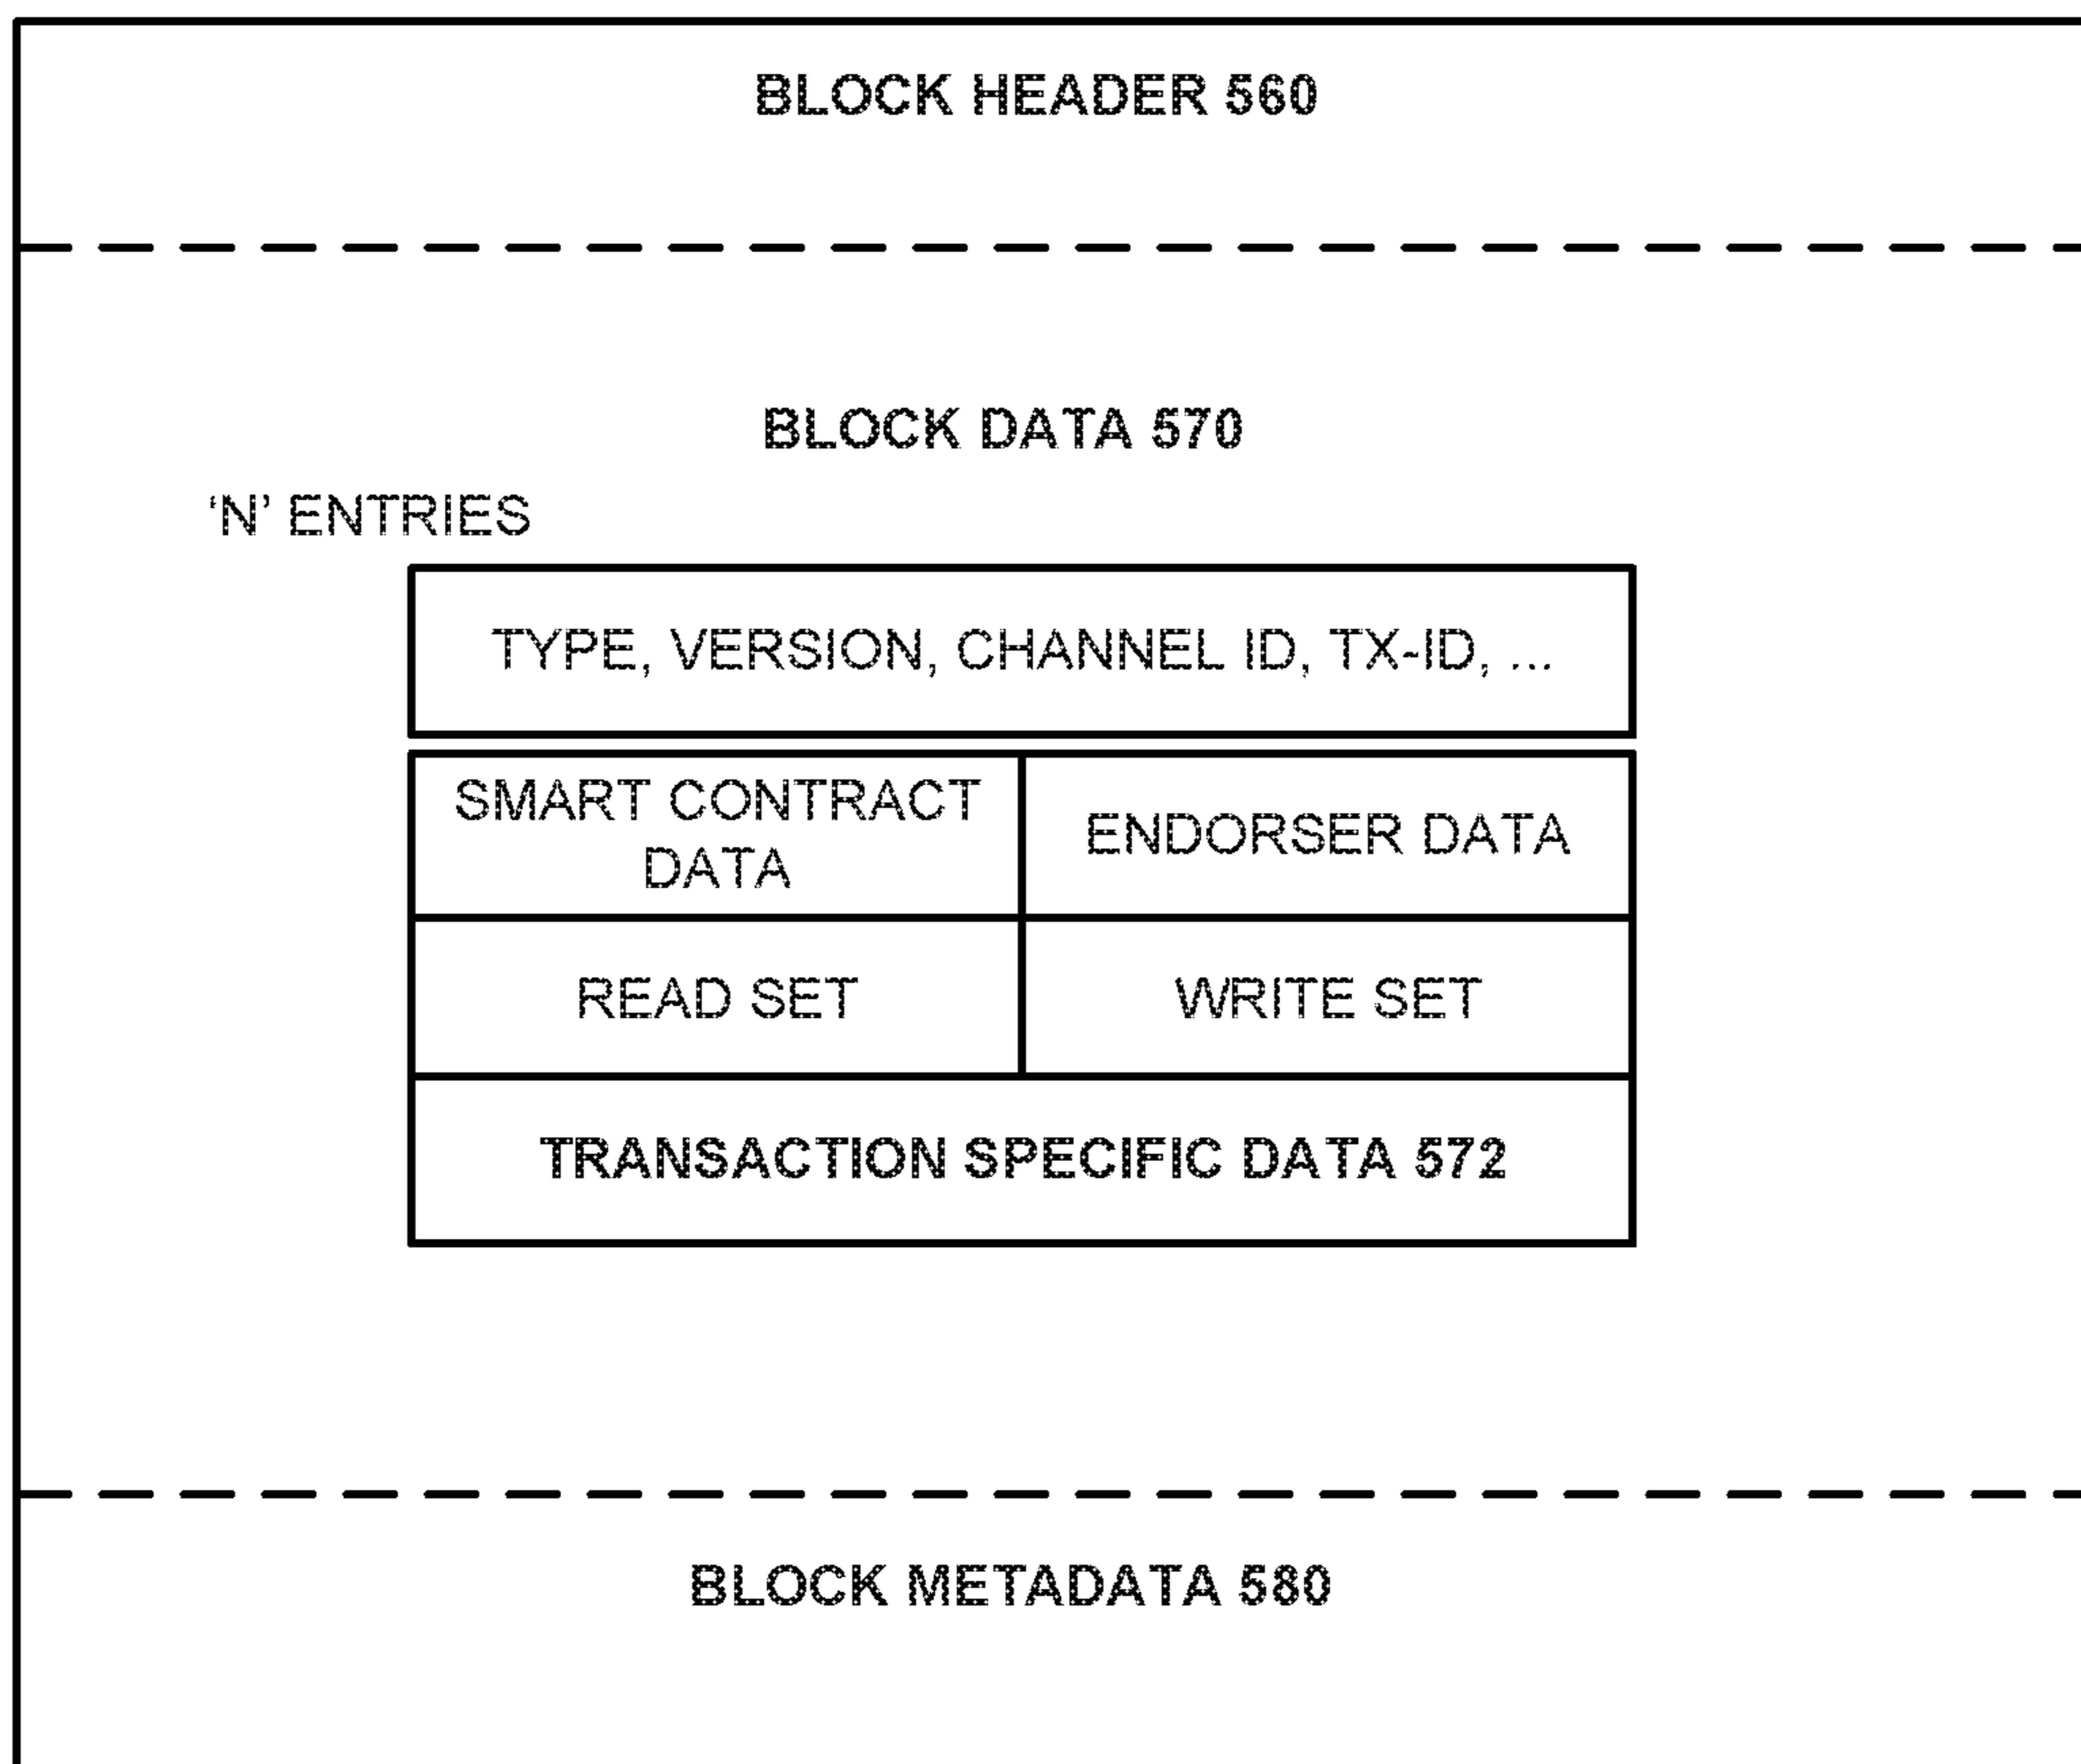 BLOCK HEADER 560
BLOCK DATA 570
‘N’ ENTRIES
TYPE, VERSION, CHANNEL ID, TX-ID, ...
SMART CONTRACT
DATA
ENDORSER DATA
READ SET
WRITE SET
TRANSACTION SPECIFIC DATA 572
BLOCK METADATA 580